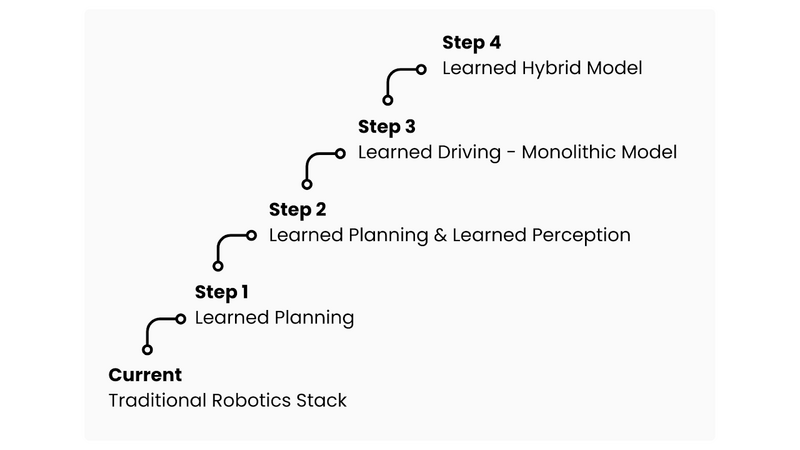 Step 4
Learned Hybrid Model
Step 3
Learned Driving - Monolithic Model
Step 2
Learned Planning & Learned Perception
Step 1
Learned Planning
Current
Traditional Robotics Stack